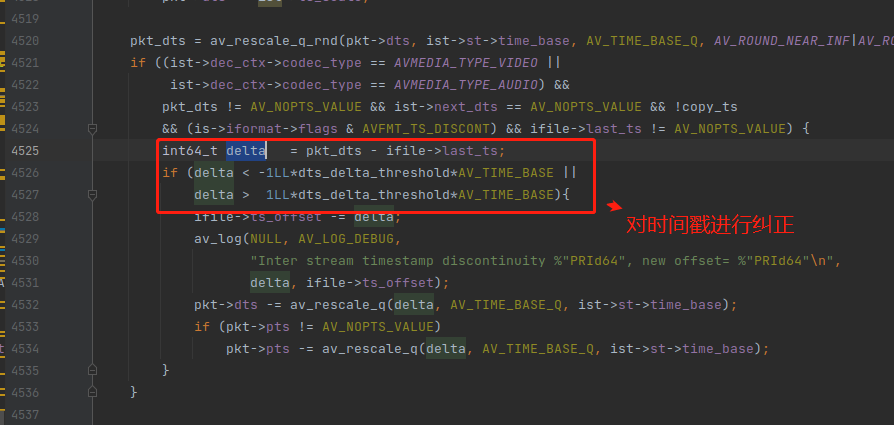 4519
4520 pkt_dts = av_rescale_q_rnd(pkt->dts, ist->st->time_base, AV_TIME_BASE_Q, AV_ROUND_NEAR_INF|AV_RO
4521 if ((ist->dec_ctx->codec_type == AVMEDIA_TYPE_VIDEO ||
4522 ist->dec_ctx->codec_type == AVMEDIA_TYPE_AUDIO) &&
4523 pkt_dts != AV_NOPTS_VALUE && ist->next_dts == AV_NOPTS_VALUE && !copy_ts
4524 && (is->iformat->flags & AVFMT_TS_DISCONT) && ifile->last_ts != AV_NOPTS_VALUE) {
4525 int64_t delta = pkt_dts - ifile->last_ts;
4526 if (delta < -1LL*dts_delta_threshold*AV_TIME_BASE ||
4527 delta > 1LL*dts_delta_threshold*AV_TIME_BASE){
对时间戳进行纠正
4528 ifile->ts_offset -= delta;
4529 av_log(NULL, AV_LOG_DEBUG,
4530 "Inter stream timestamp discontinuity %"PRId64", new offset= %"PRId64"\n",
4531 delta, ifile->ts_offset);
4532 pkt->dts -= av_rescale_q(delta, AV_TIME_BASE_Q, ist->st->time_base);
4533 if (pkt->pts != AV_NOPTS_VALUE)
4534 pkt->pts -= av_rescale_q(delta, AV_TIME_BASE_Q, ist->st->time_base);
4535 }
4536 }
4537